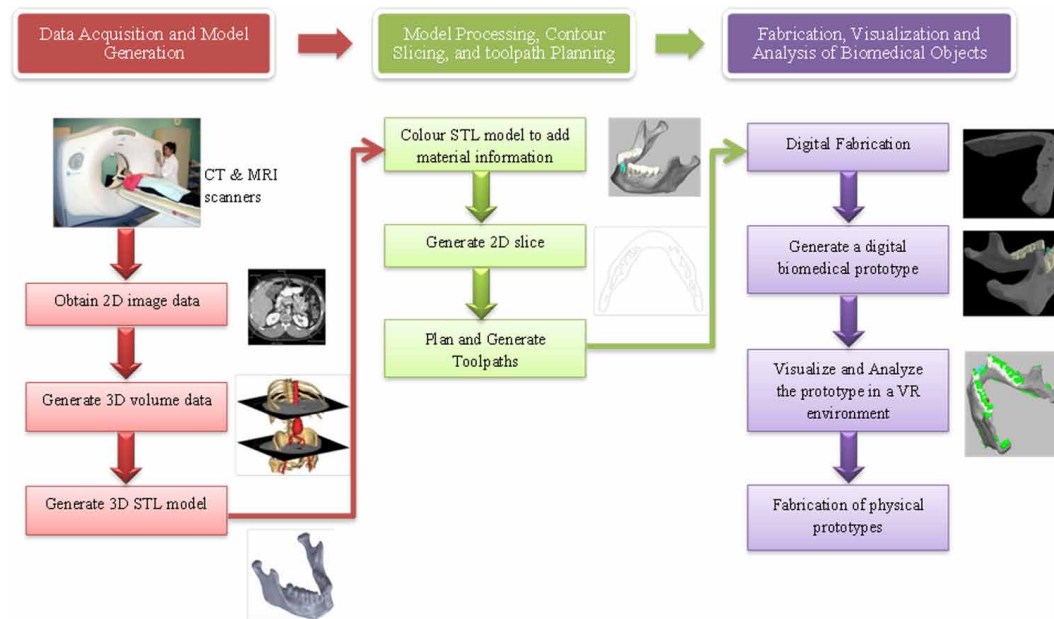 Data Acquisition and Model
Generation
Model Processing, Contour
Slicing, and toolpath Planning
Fabrication, Visualization and
Analysis of Biomedical Objects
CT & MRI
scanners
Obtain 2D image data
Generate 3D volume data
Generate 3D STL model
Colour STL model to add
material information
Generate 2D slice
Plan and Generate
Toolpaths
Digital Fabrication
Generate a digital
biomedical prototype
Visualize and Analyze
the prototype in a VR
environment
Fabrication of physical
prototypes